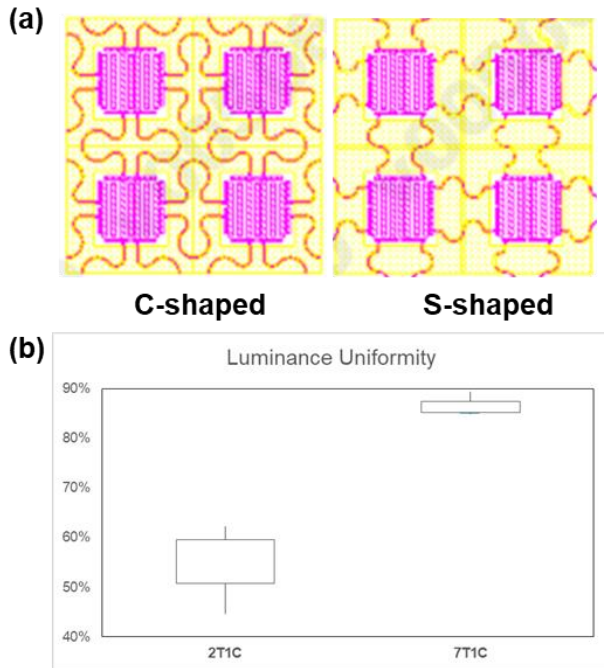 (a)
C-shaped S-shaped
(b)
Luminance Uniformity
90%
80%
70%
60%
50%
40%
2T1C 7T1C